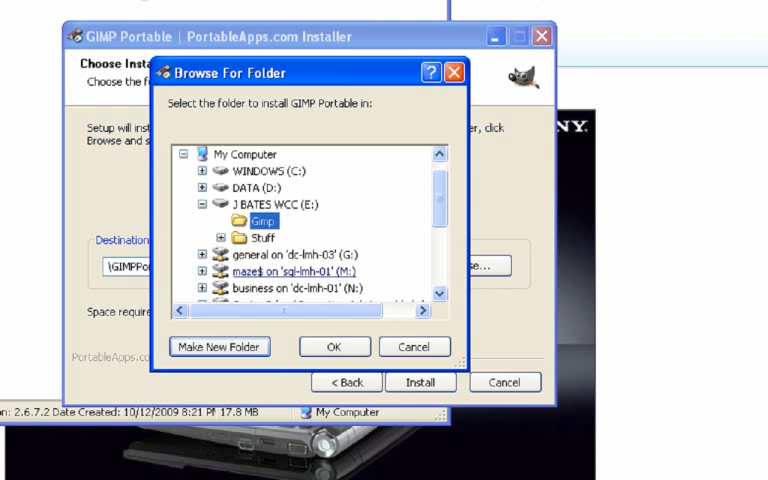 GIMP Portable | PortableApps.com Installer
Choose Insta
Choose the f
Browse For Folder
Select the folder to install GIMP Portable in:
Setup will inst
er, click
Browse and s
NY.
My Computer
WINDOWS (C:)
DATA (D:)
J BATES WCC (E:)
Gimp
Stuff
general on 'dc-lmh-03' (G:)
maze$ on 'sql-lmh-01' (M:)
business on 'dc-lmh-01' (N:)
Destination
\GIMPPor
se...
Space require
Make New Folder
OK
Cancel
PortableApps.co
< Back
Install
Cancel
on: 2.6.7.2 Date Created: 10/12/2009 8:21 PM 17.8 MB
My Computer